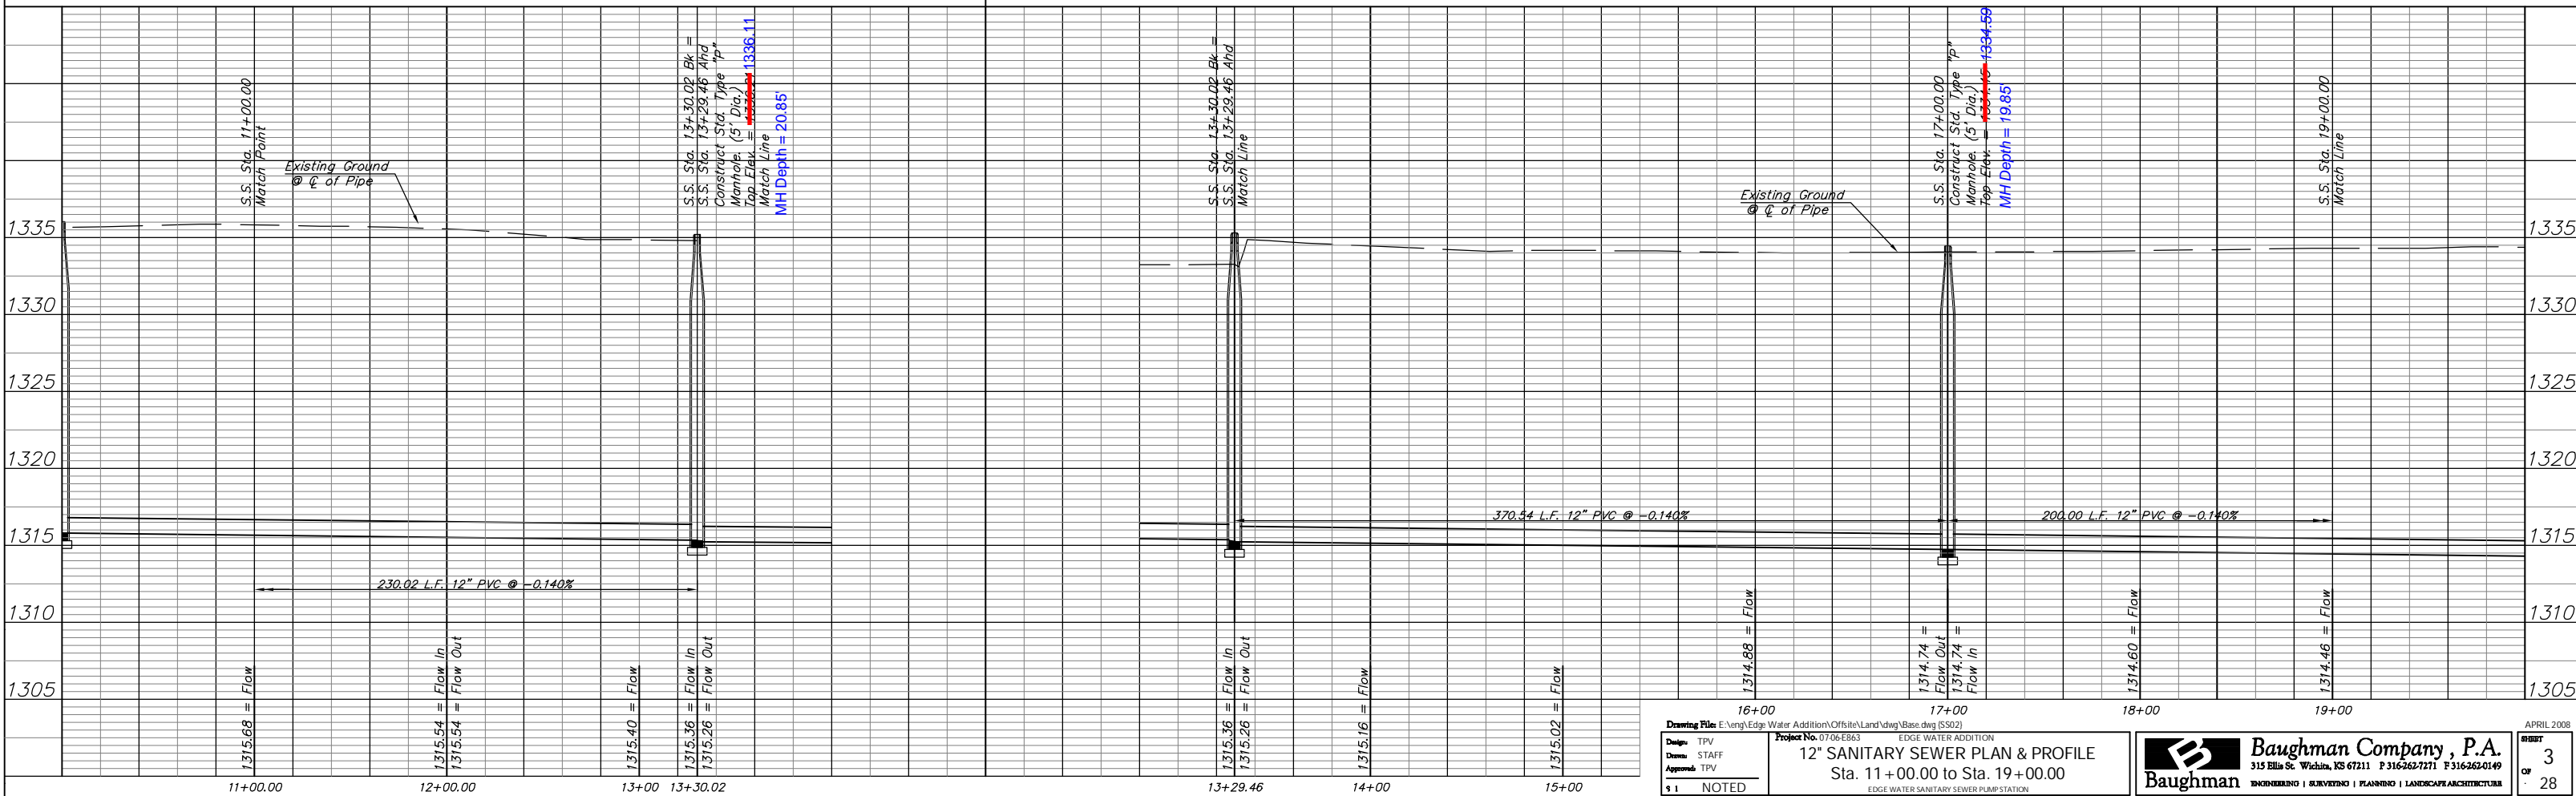 S.S. Sta. 11+00.00
Match Point
Existing Ground
@ ℄ of Pipe
S.S. Sta. 13+30.02 Bk =
S.S. Sta. 13+29.46 Ahd
Construct Std. Type "P"
Manhole. (5' Dia.)
Top Elev. = 1336.11
Match Line
MH Depth = 20.85'
S.S. Sta. 13+30.02 Bk =
S.S. Sta. 13+29.46 Ahd
Match Line
Existing Ground
@ ℄ of Pipe
S.S. Sta. 17+00.00
Construct Std. Type "P"
Manhole. (5' Dia.)
Top Elev. = 1334.59
MH Depth = 19.85'
S.S. Sta. 19+00.00
Match Line
1335
1335
1330
1330
1325
1325
1320
1320
1315
1315
1310
1310
1305
1305
230.02 L.F. 12" PVC @ -0.140%
370.54 L.F. 12" PVC @ -0.140%
200.00 L.F. 12" PVC @ -0.140%
1315.68 = Flow
1315.54 = Flow In
1315.54 = Flow Out
1315.40 = Flow
1315.36 = Flow In
1315.26 = Flow Out
1315.36 = Flow In
1315.26 = Flow Out
1315.16 = Flow
1315.02 = Flow
1314.88 = Flow
1314.74 =
Flow Out
1314.74 =
Flow In
1314.60 = Flow
1314.46 = Flow
11+00.00
12+00.00
13+00
13+30.02
13+29.46
14+00
15+00
16+00
17+00
18+00
19+00
Drawing File: E:\eng\Edge Water Addition\Offsite\Land\dwg\Base.dwg (SS02)
APRIL 2008
Design: TPV
Drawn: STAFF
Approved: TPV
NOTED
Project No. 07-06-E863
EDGE WATER ADDITION
12" SANITARY SEWER PLAN & PROFILE
Sta. 11+00.00 to Sta. 19+00.00
EDGE WATER SANITARY SEWER PUMP STATION
Baughman
Baughman Company, P.A.
315 Ellis St. Wichita, KS 67211 P 316-262-7271 F 316-262-0149
ENGINEERING | SURVEYING | PLANNING | LANDSCAPE ARCHITECTURE
SHEET
3
OF
28